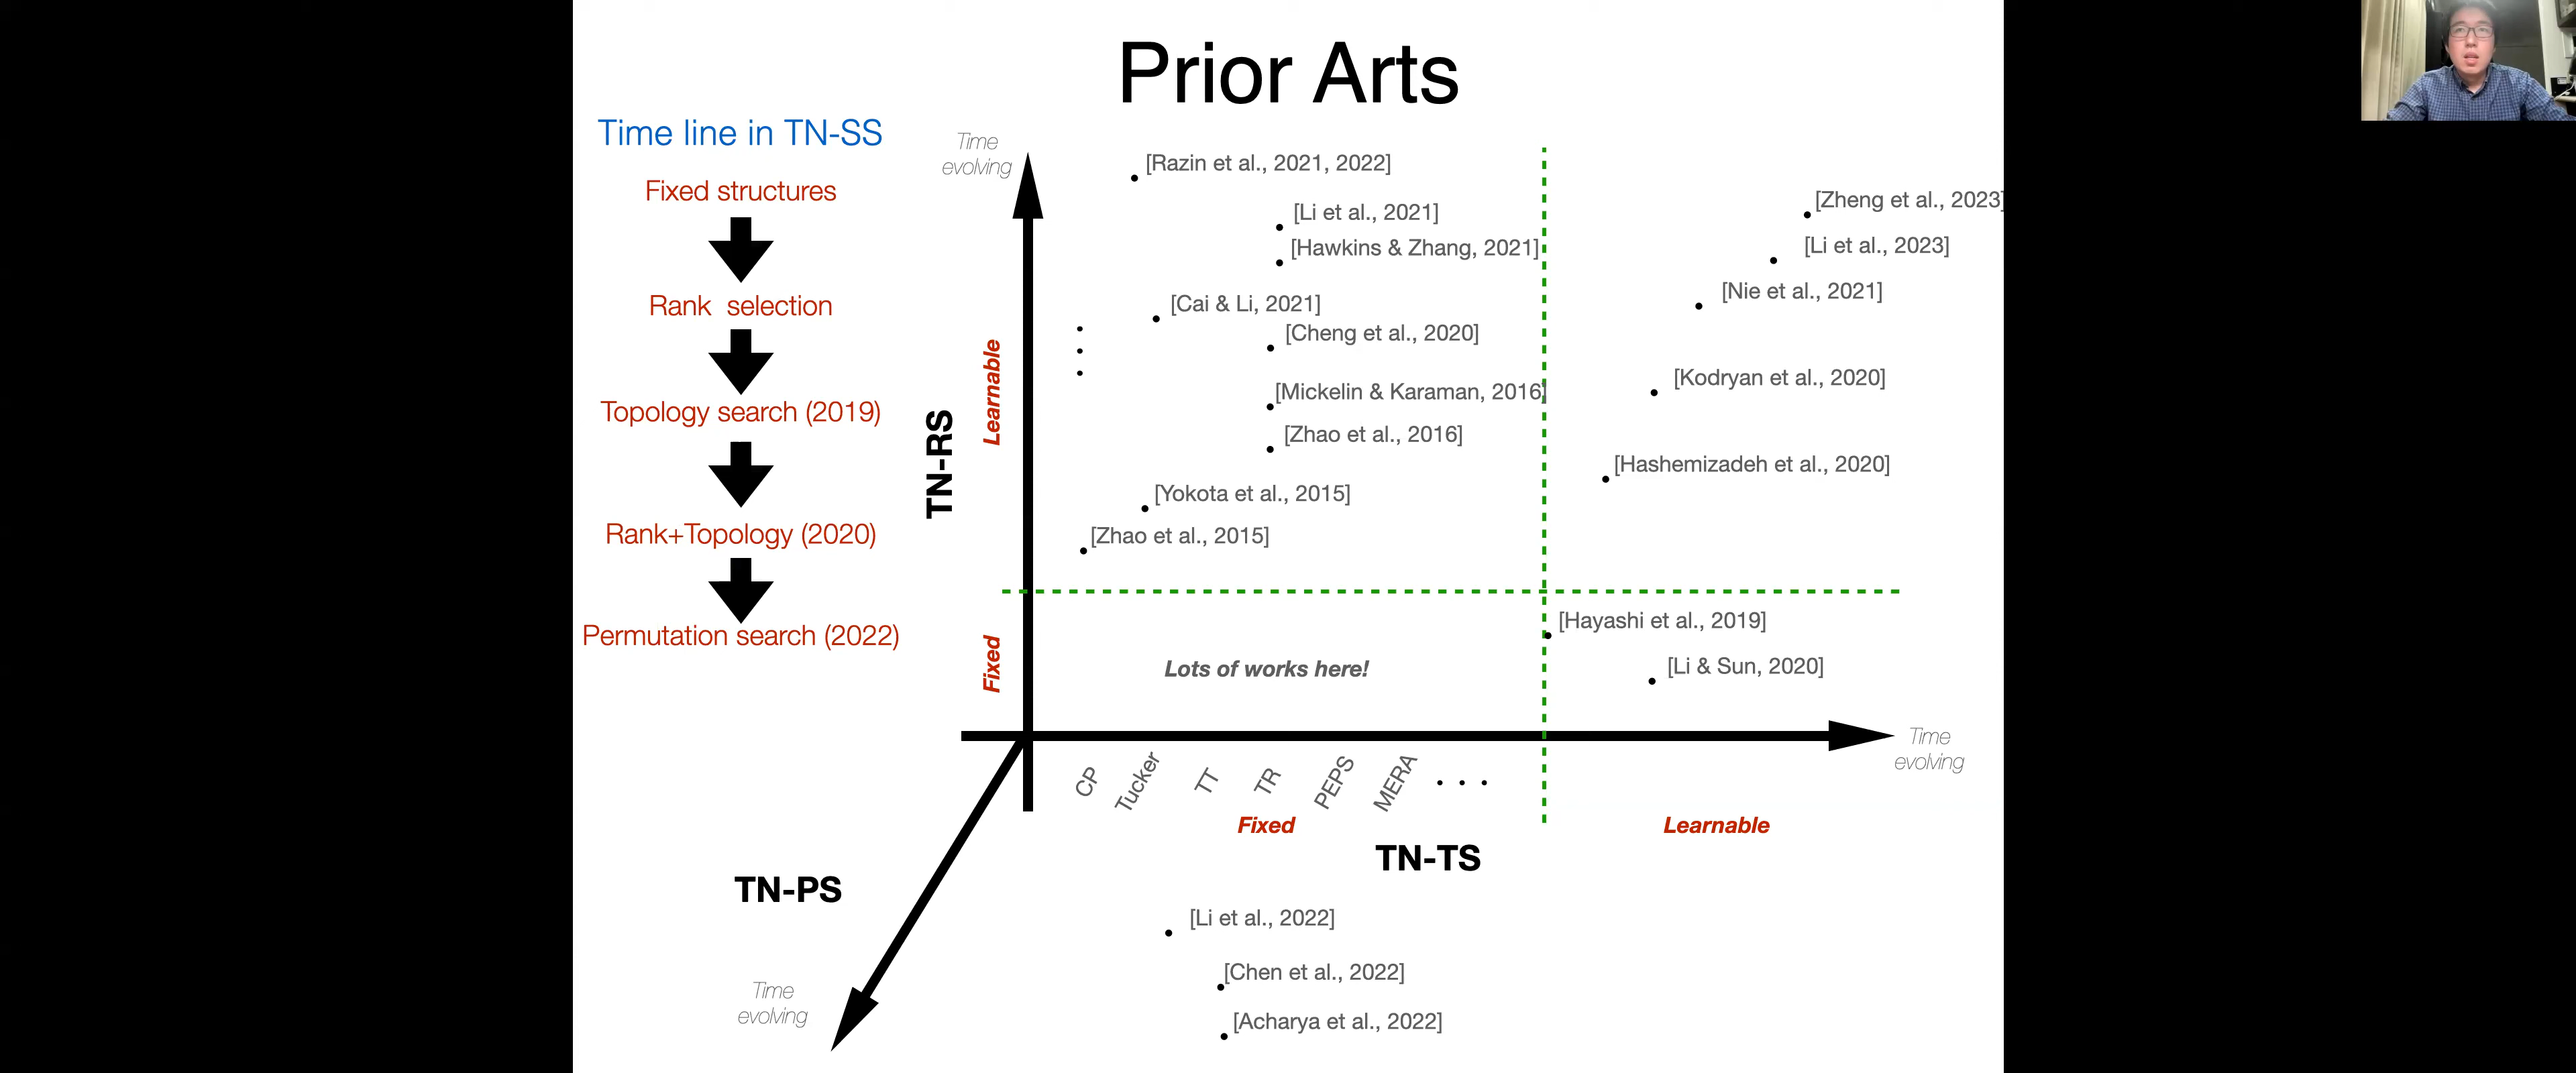 Prior Arts
Time line in TN-SS
Fixed structures
Rank selection
Topology search (2019)
Rank+Topology (2020)
Permutation search (2022)
Time
evolving
[Razin et al., 2021, 2022]
[Li et al., 2021]
[Hawkins & Zhang, 2021]
[Cai & Li, 2021]
[Cheng et al., 2020]
[Mickelin & Karaman, 2016]
[Zhao et al., 2016]
[Yokota et al., 2015]
[Zhao et al., 2015]
[Zheng et al., 2023]
[Li et al., 2023]
[Nie et al., 2021]
[Kodryan et al., 2020]
[Hashemizadeh et al., 2020]
Learnable
TN-RS
Fixed
Lots of works here!
[Hayashi et al., 2019]
[Li & Sun, 2020]
Time
evolving
CP
Tucker
TT
TR
PEPS
MERA
. . .
Fixed
Learnable
TN-TS
TN-PS
Time
evolving
[Li et al., 2022]
[Chen et al., 2022]
[Acharya et al., 2022]